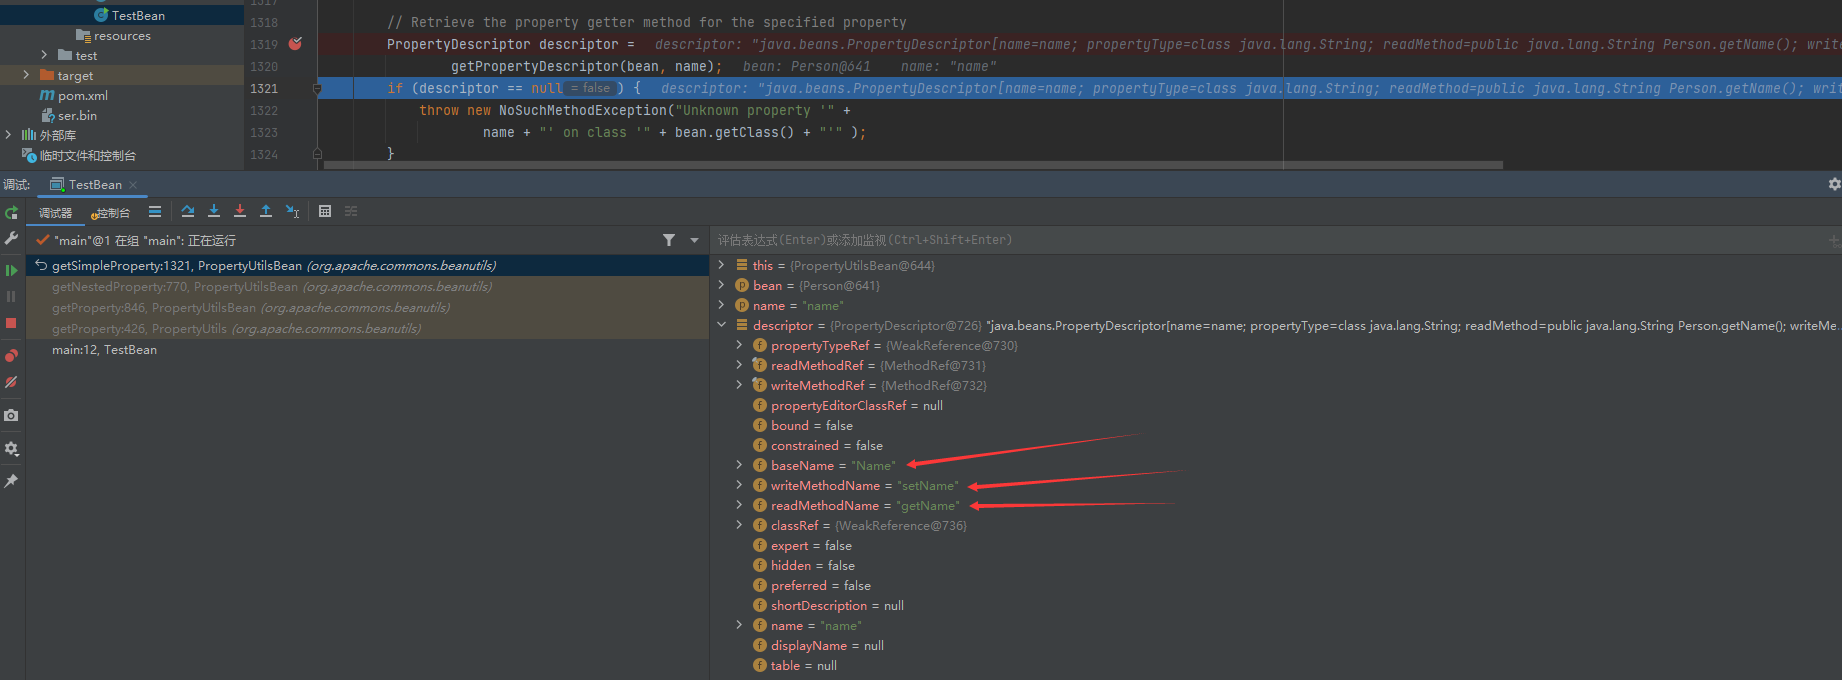 TestBean
resources
test
target
pom.xml
ser.bin
外部库
临时文件和控制台
1317
1318 // Retrieve the property getter method for the specified property
1319 PropertyDescriptor descriptor = descriptor: "java.beans.PropertyDescriptor[name=name; propertyType=class java.lang.String; readMethod=public java.lang.String Person.getName(); write
1320 getPropertyDescriptor(bean, name); bean: Person@641 name: "name"
1321 if (descriptor == null = false ) { descriptor: "java.beans.PropertyDescriptor[name=name; propertyType=class java.lang.String; readMethod=public java.lang.String Person.getName(); writ
1322 throw new NoSuchMethodException("Unknown property '" +
1323 name + "' on class '" + bean.getClass() + "'" );
1324 }
调试: TestBean
调试器 控制台
"main"@1 在组 "main": 正在运行
getSimpleProperty:1321, PropertyUtilsBean (org.apache.commons.beanutils)
getNestedProperty:770, PropertyUtilsBean (org.apache.commons.beanutils)
getProperty:846, PropertyUtilsBean (org.apache.commons.beanutils)
getProperty:426, PropertyUtils (org.apache.commons.beanutils)
main:12, TestBean
评估表达式(Enter)或添加监视(Ctrl+Shift+Enter)
this = {PropertyUtilsBean@644}
bean = {Person@641}
name = "name"
descriptor = {PropertyDescriptor@726} "java.beans.PropertyDescriptor[name=name; propertyType=class java.lang.String; readMethod=public java.lang.String Person.getName(); writeMe...
propertyTypeRef = {WeakReference@730}
readMethodRef = {MethodRef@731}
writeMethodRef = {MethodRef@732}
propertyEditorClassRef = null
bound = false
constrained = false
baseName = "Name"
writeMethodName = "setName"
readMethodName = "getName"
classRef = {WeakReference@736}
expert = false
hidden = false
preferred = false
shortDescription = null
name = "name"
displayName = null
table = null